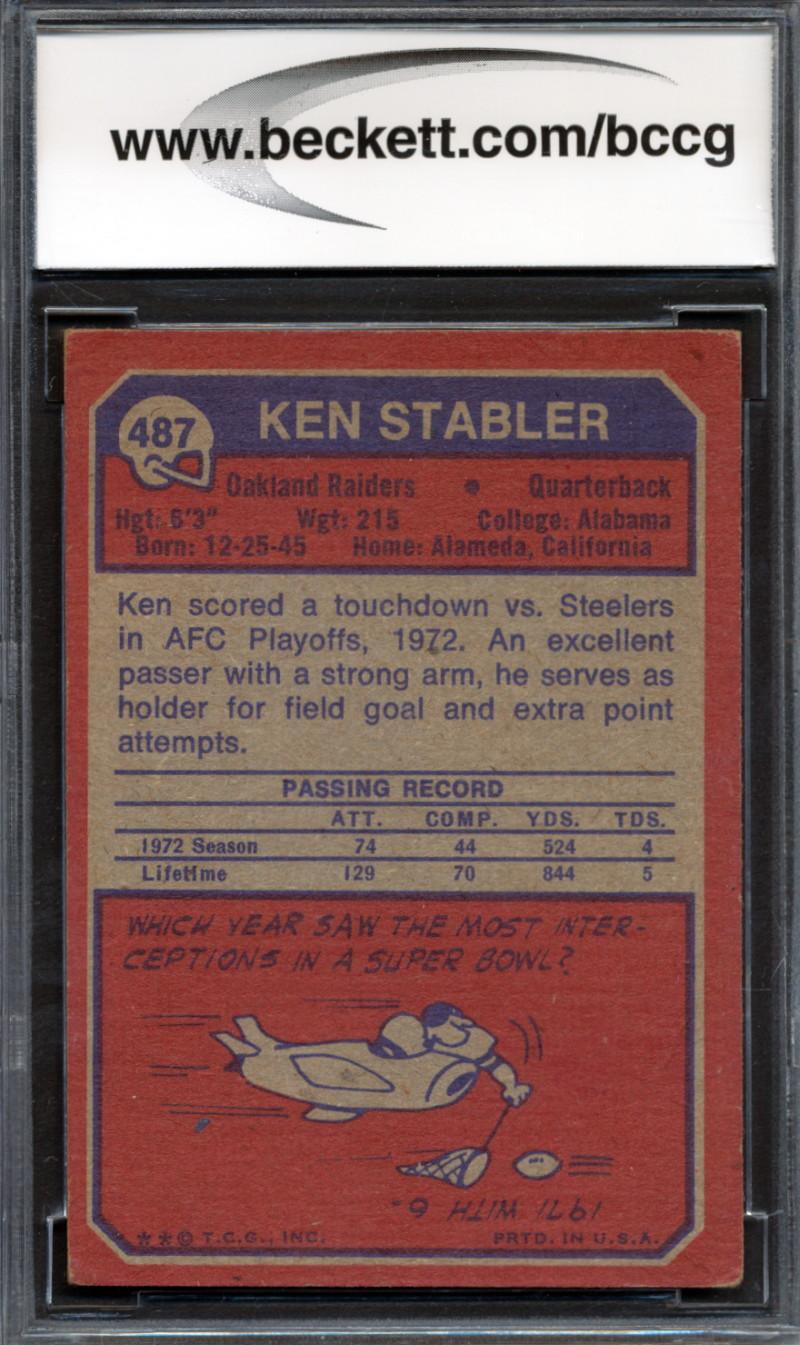 www.beckett.com/bccg
487
KEN STABLER
Oakland Raiders • Quarterback
Hgt: 6'3" Wgt: 215 College: Alabama
Born: 12-25-45 Home: Alameda, California
Ken scored a touchdown vs. Steelers
in AFC Playoffs, 1972. An excellent
passer with a strong arm, he serves as
holder for field goal and extra point
attempts.
PASSING RECORD
ATT. COMP. YDS. TDS.
1972 Season 74 44 524 4
Lifetime 129 70 844 5
WHICH YEAR SAW THE MOST INTER-
CEPTIONS IN A SUPER BOWL?
1971 WITH 9.
* * © T.C.G., INC. PRTD. IN U.S.A.